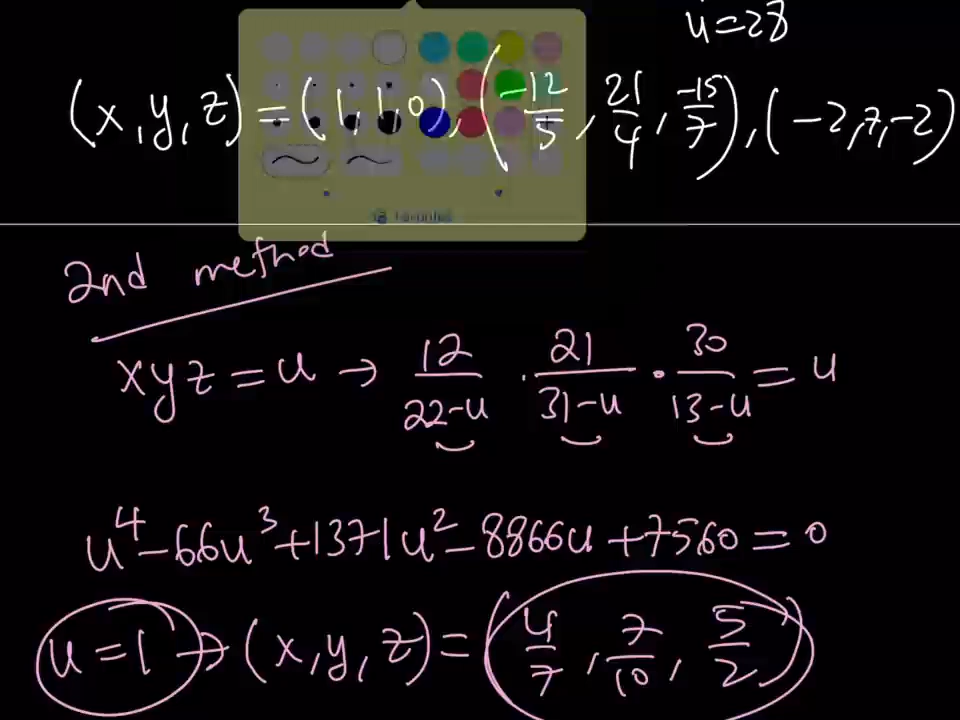 u=28
(x,y,z)=(1,1,0),(-12/5, 21/4, -15/7),(-2,7,-2)
2nd method
xyz=u → 12/(22-u) · 21/(31-u) · 30/(13-u) = u
u⁴-66u³+1371u²-8866u+7560=0
u=1 → (x,y,z)=(4/7, 7/10, 5/2)